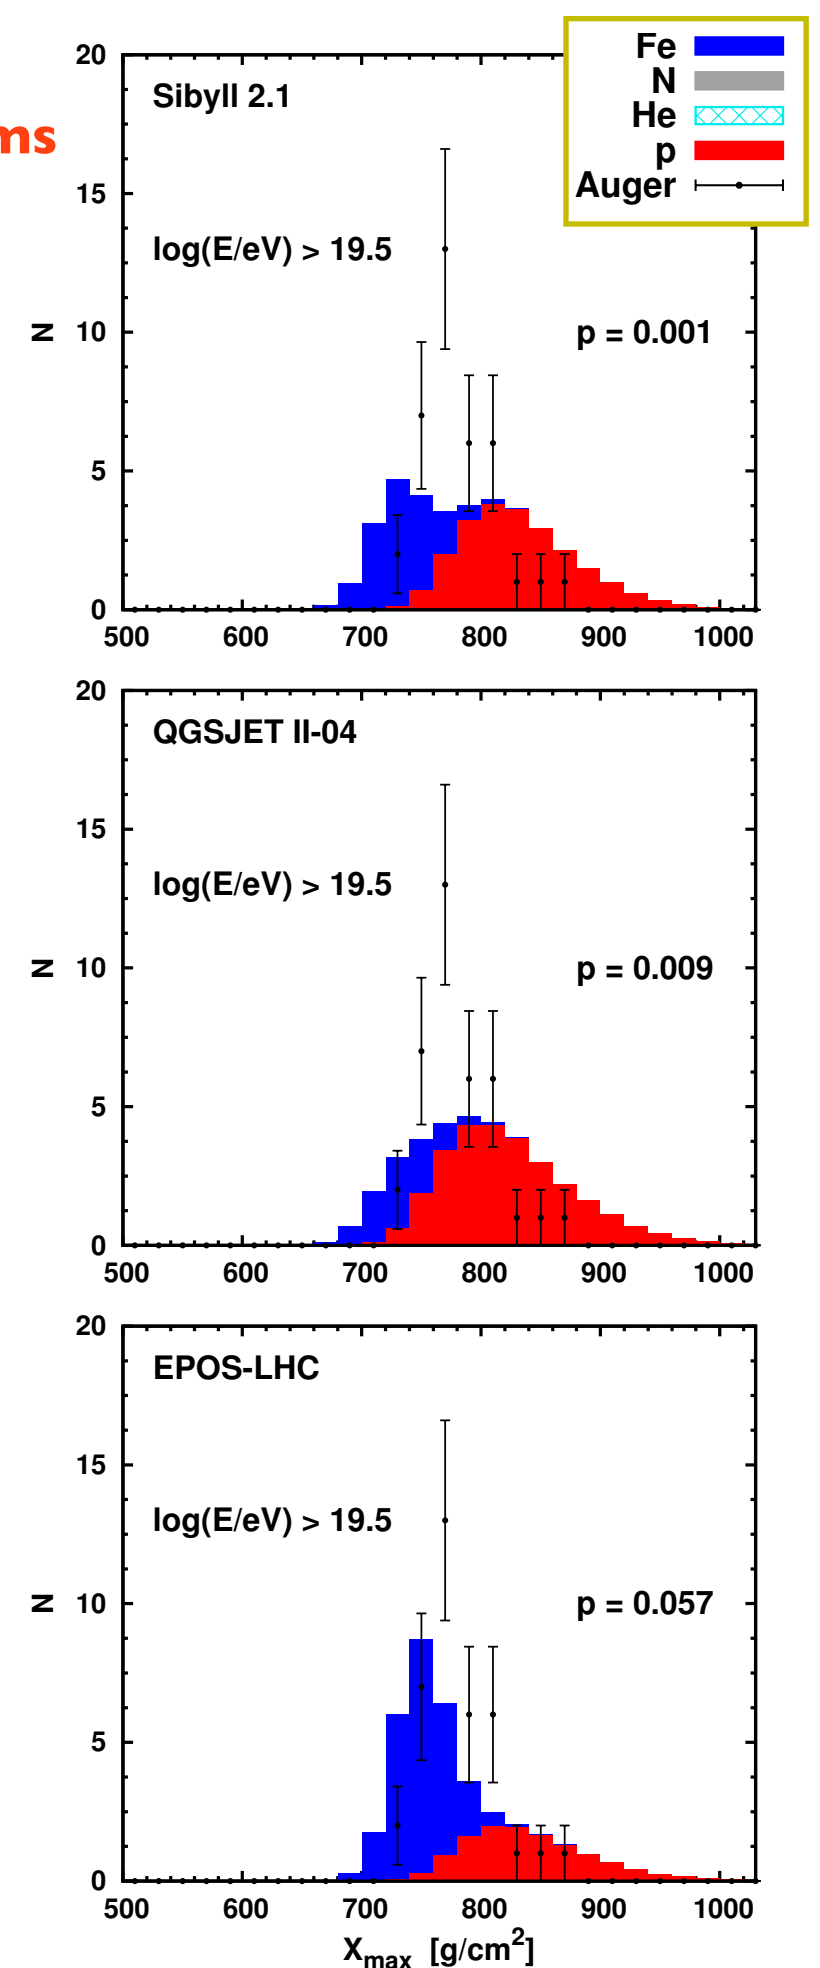 ms
Fe
N
He
p
Auger
Sibyll 2.1
log(E/eV) > 19.5
p = 0.001
N
20
15
10
5
0
500 600 700 800 900 1000
QGSJET II-04
log(E/eV) > 19.5
p = 0.009
N
20
15
10
5
0
500 600 700 800 900 1000
EPOS-LHC
log(E/eV) > 19.5
p = 0.057
N
20
15
10
5
0
500 600 700 800 900 1000
Xmax [g/cm²]